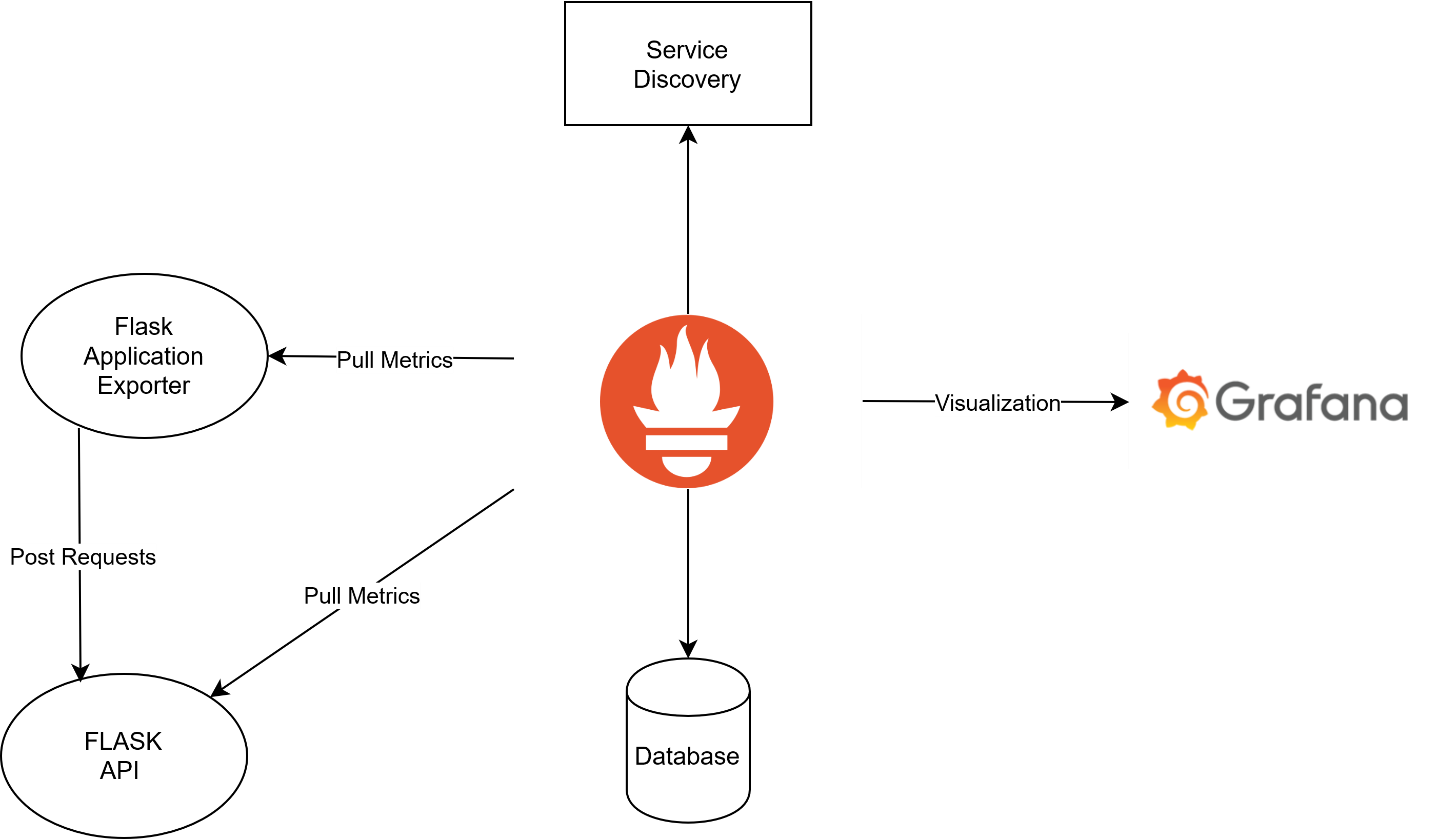 Service
Discovery
Flask
Application
Exporter
Pull Metrics
Visualization
Grafana
Post Requests
Pull Metrics
FLASK
API
Database